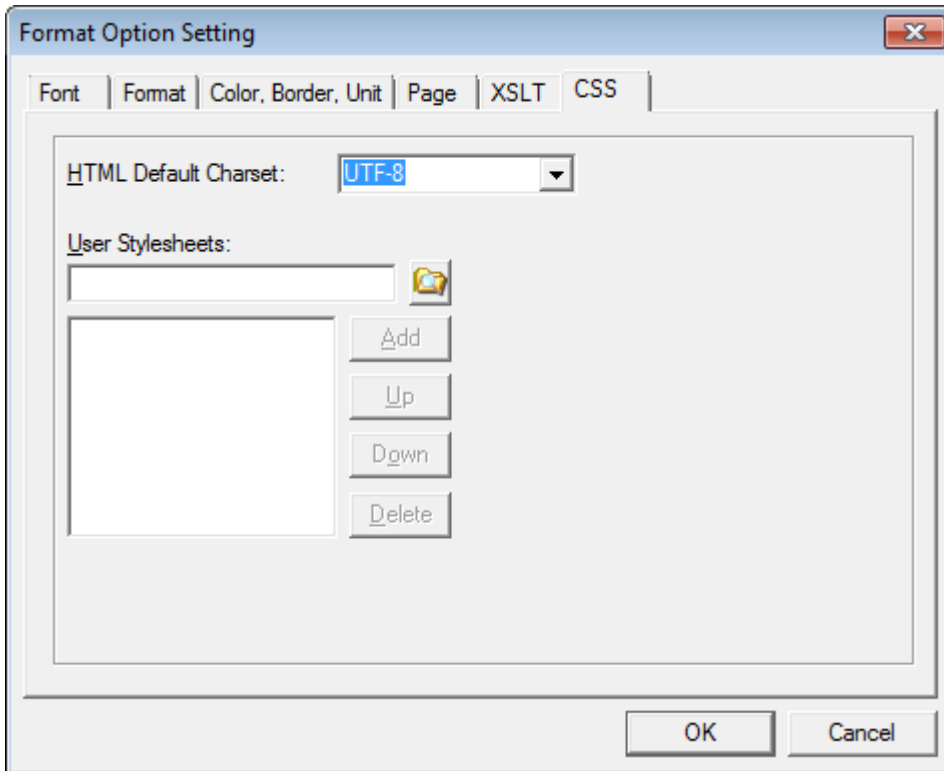 Format Option Setting
Font Format Color, Border, Unit Page XSLT CSS
HTML Default Charset: UTF-8
User Stylesheets:
Add
Up
Down
Delete
OK Cancel